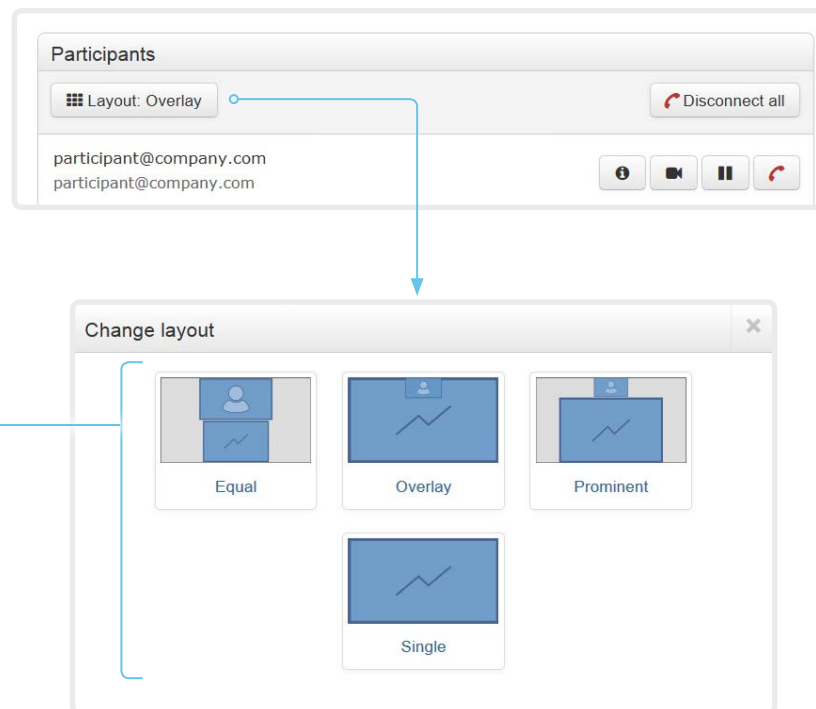 Participants
Layout: Overlay
Disconnect all
participant@company.com
participant@company.com
Change layout
Equal
Overlay
Prominent
Single